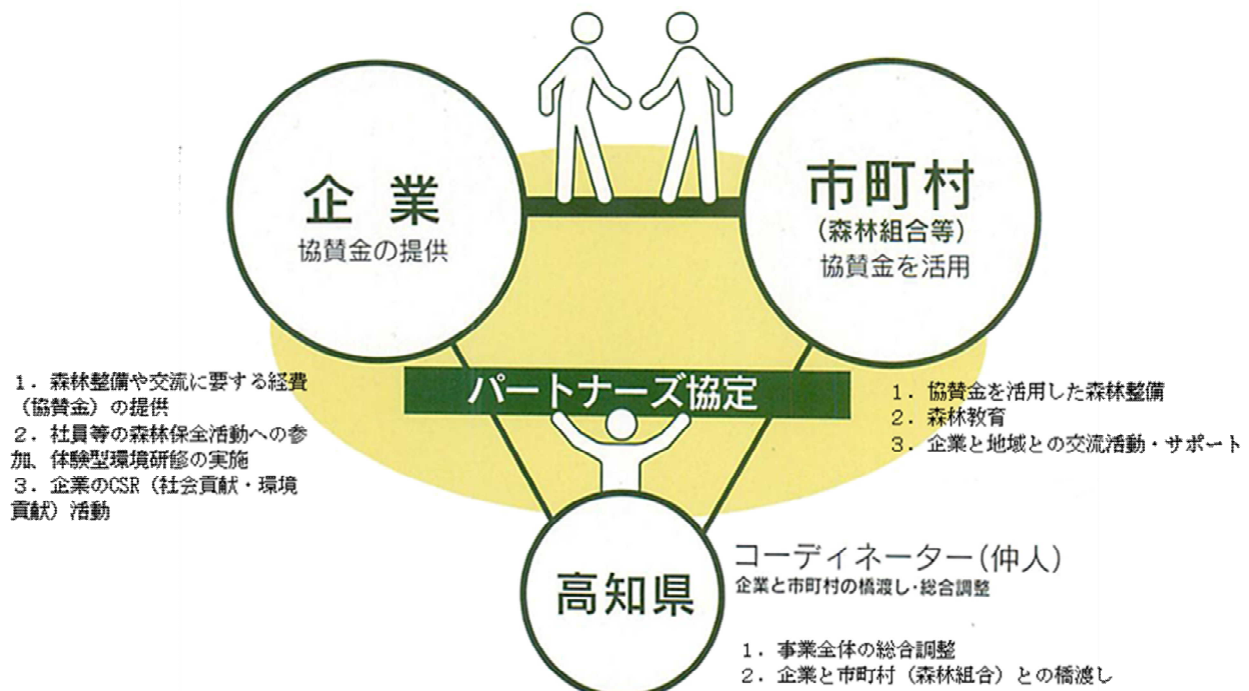 企業
協賛金の提供
市町村
(森林組合等)
協賛金を活用
1．森林整備や交流に要する経費
（協賛金）の提供
2．社員等の森林保全活動への参
加、体験型環境研修の実施
3．企業のCSR（社会貢献・環境
貢献）活動
パートナーズ協定
1．協賛金を活用した森林整備
2．森林教育
3．企業と地域との交流活動・サポート
高知県
コーディネーター(仲人)
企業と市町村の橋渡し・総合調整
1．事業全体の総合調整
2．企業と市町村（森林組合）との橋渡し